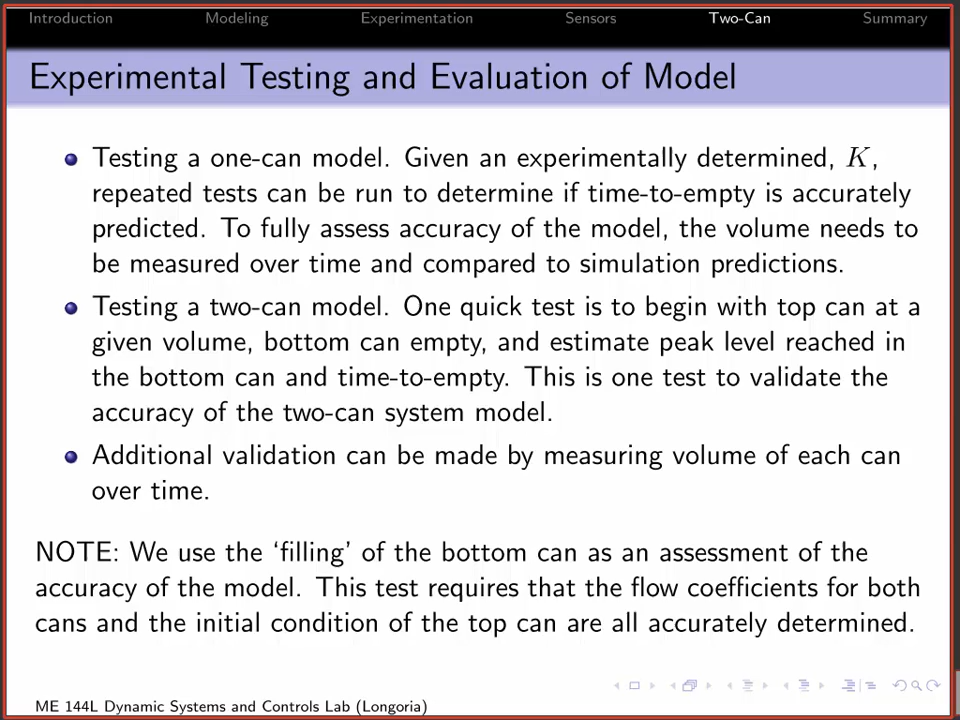 Introduction Modeling Experimentation Sensors Two-Can Summary
Experimental Testing and Evaluation of Model
Testing a one-can model. Given an experimentally determined, K,
repeated tests can be run to determine if time-to-empty is accurately
predicted. To fully assess accuracy of the model, the volume needs to
be measured over time and compared to simulation predictions.
Testing a two-can model. One quick test is to begin with top can at a
given volume, bottom can empty, and estimate peak level reached in
the bottom can and time-to-empty. This is one test to validate the
accuracy of the two-can system model.
Additional validation can be made by measuring volume of each can
over time.
NOTE: We use the ‘filling’ of the bottom can as an assessment of the
accuracy of the model. This test requires that the flow coefficients for both
cans and the initial condition of the top can are all accurately determined.
ME 144L Dynamic Systems and Controls Lab (Longoria)